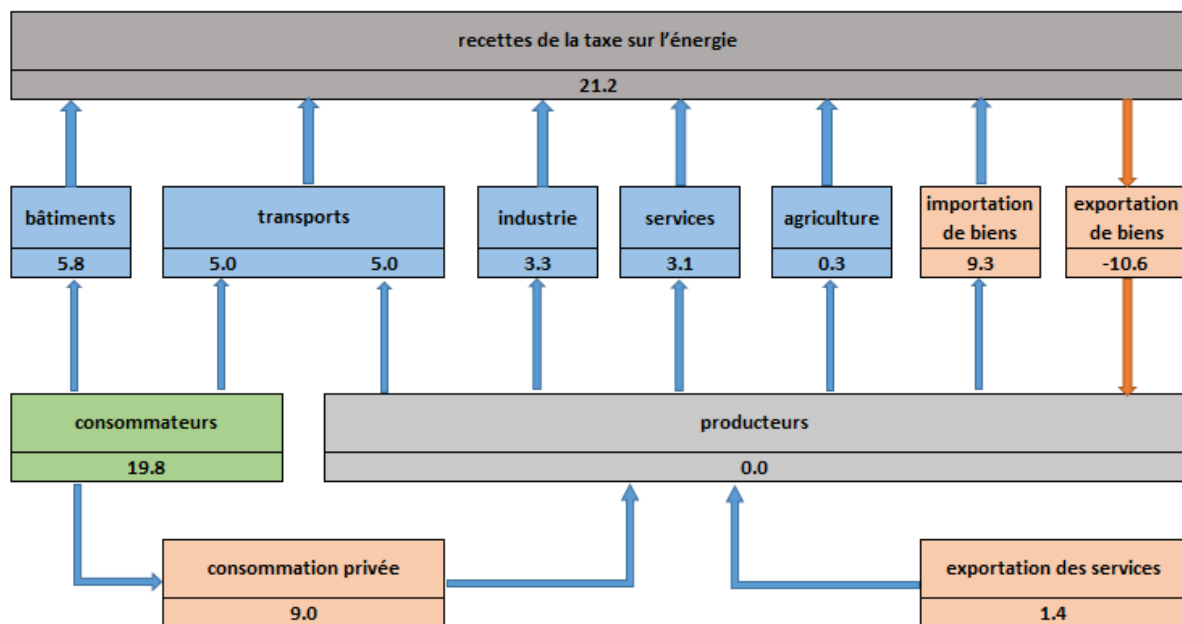 recettes de la taxe sur l'énergie
21.2
bâtiments
5.8
transports
5.0 5.0
industrie
3.3
services
3.1
agriculture
0.3
importation
de biens
9.3
exportation
de biens
-10.6
consommateurs
19.8
producteurs
0.0
consommation privée
9.0
exportation des services
1.4